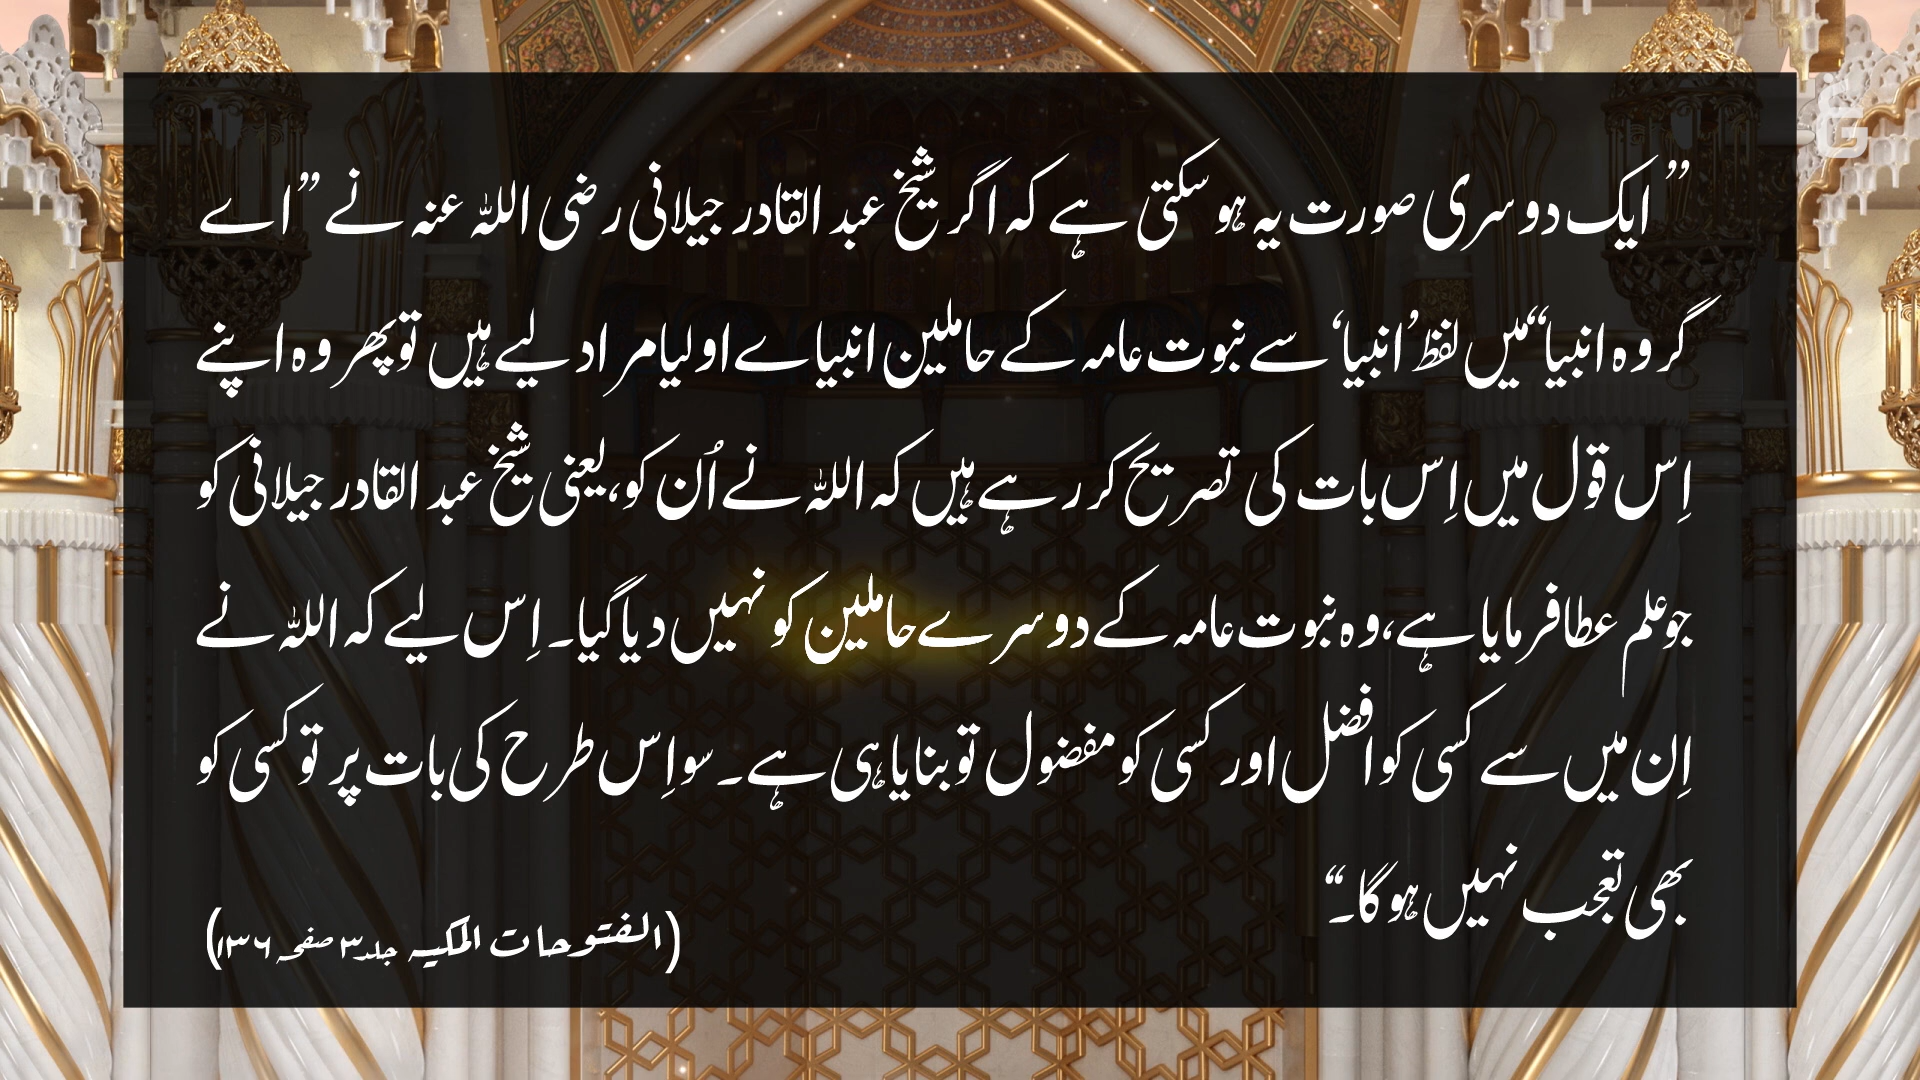 ”ایک دوسری صورت یہ ہو سکتی ہے کہ اگر شیخ عبد القادر جیلانی رضی اللہ عنہ نے ”اے
گروہ انبیا“ میں لفظ ’انبیا‘ سے نبوت عامہ کے حاملین انبیاے اولیا مراد لیے ہیں تو پھر وہ اپنے
اِس قول میں اِس بات کی تصریح کر رہے ہیں کہ اللہ نے اُن کو، یعنی شیخ عبد القادر جیلانی کو
جو علم عطا فرمایا ہے، وہ نبوت عامہ کے دوسرے حاملین کو نہیں دیا گیا۔ اِس لیے کہ اللہ نے
اِن میں سے کسی کو افضل اور کسی کو مفضول تو بنایا ہی ہے۔ سو اِس طرح کی بات پر تو کسی کو
بھی تعجب نہیں ہو گا۔“
(الفتوحات المکیہ جلد ۳ صفحہ ۱۳۶)
G